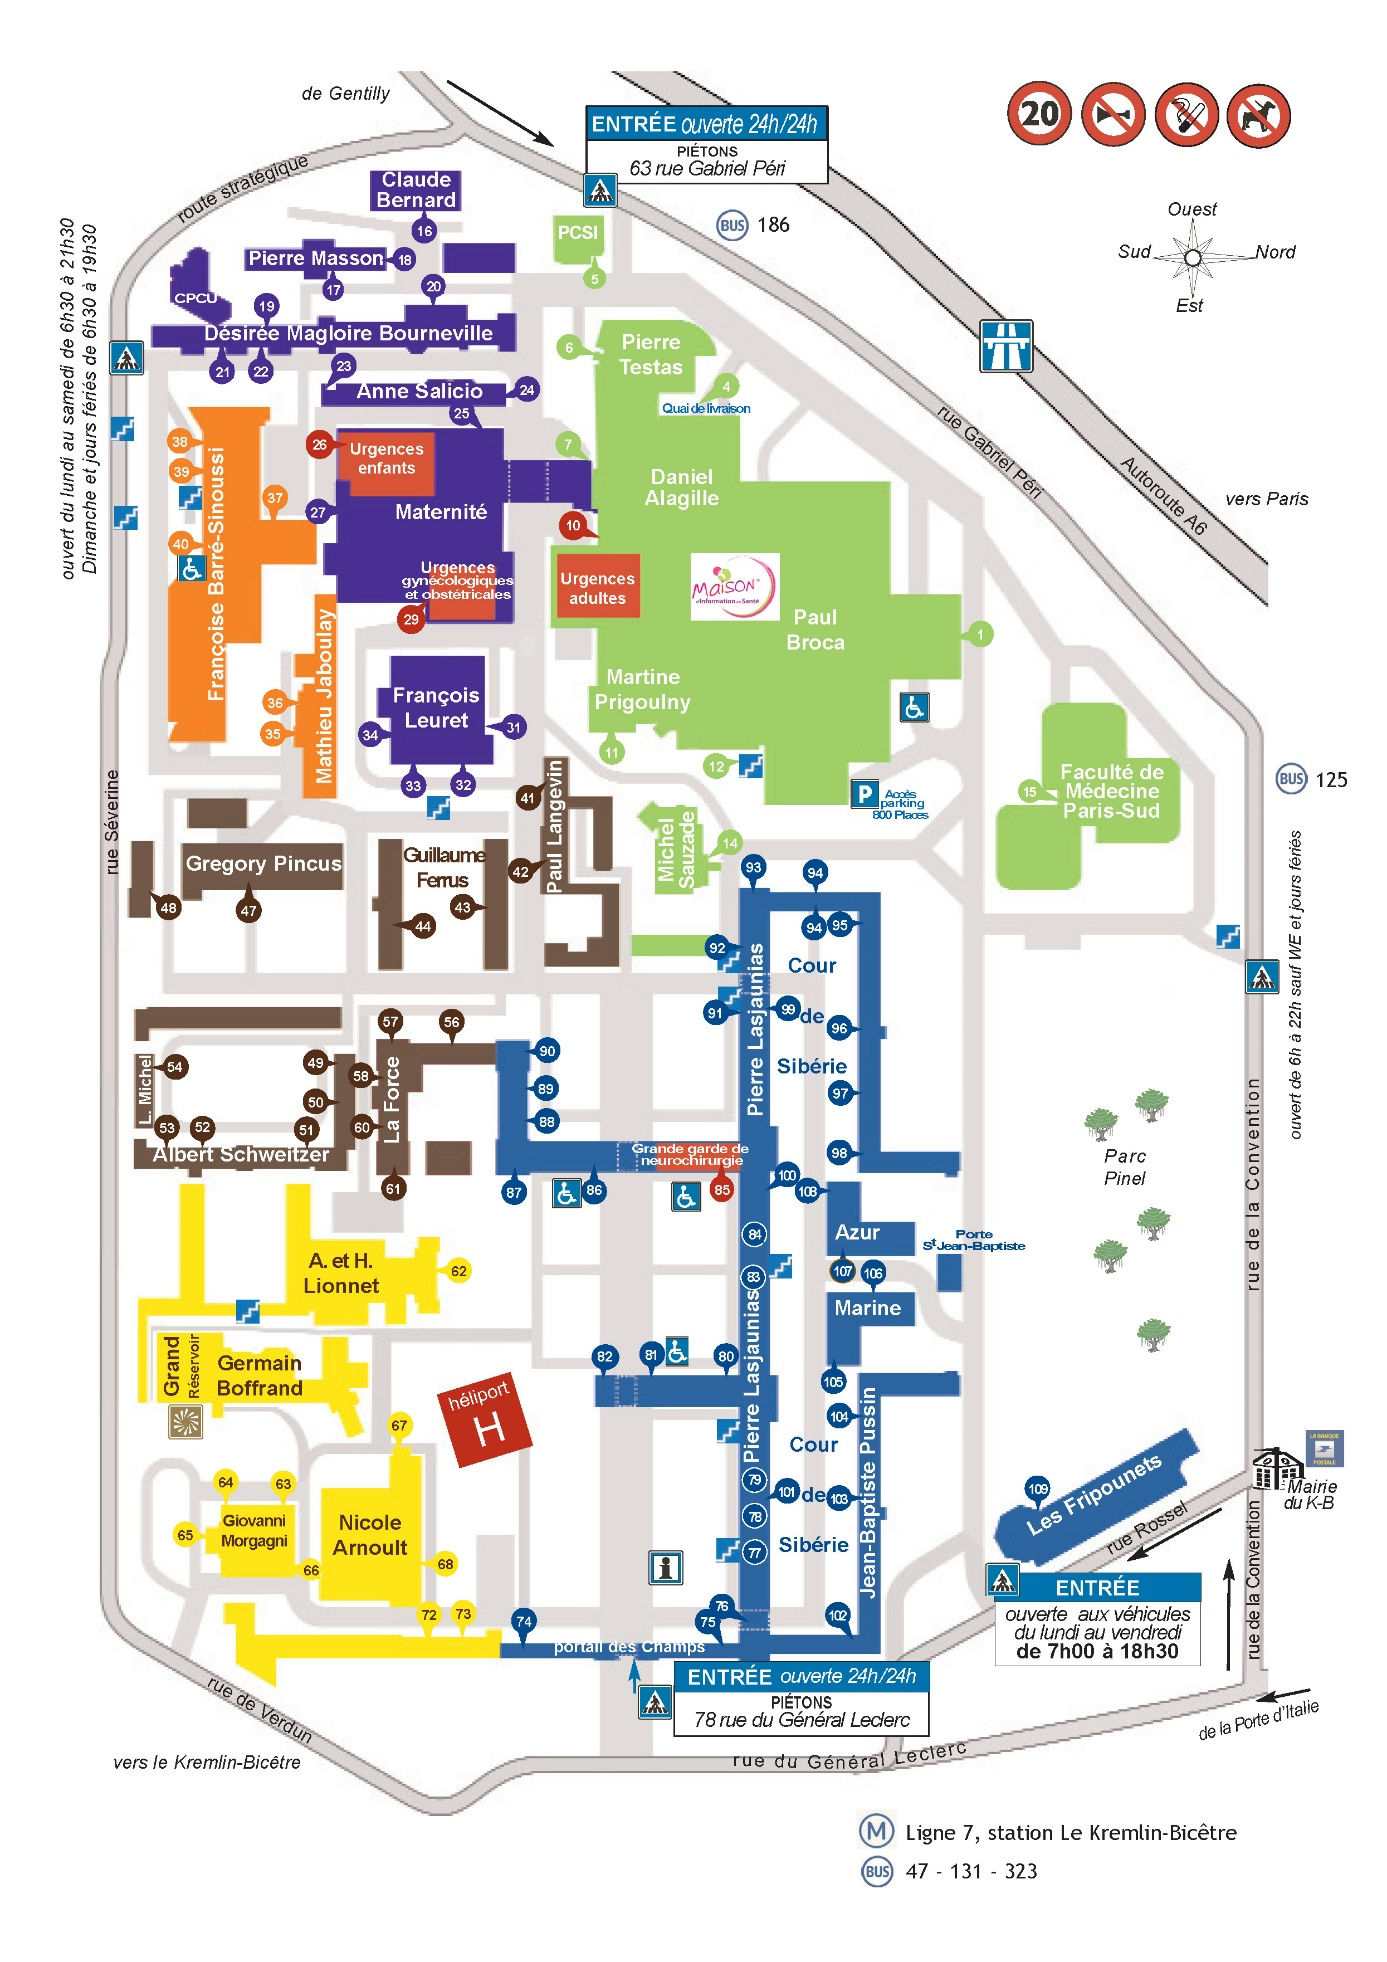 de Gentilly
ENTRÉE ouverte 24h/24h
PIÉTONS
63 rue Gabriel Péri
20
route stratégique
Claude
Bernard
16
BUS 186
Ouest
Sud
Nord
Est
PCSI
5
Pierre Masson
18
17
CPCU
19
20
Désirée Magloire Bourneville
21
22
ouvert du lundi au samedi de 6h30 à 21h30
Dimanche et jours fériés de 6h30 à 19h30
23
Anne Salicio
24
25
6
Pierre
Testas
4
Quai de livraison
rue Gabriel Péri
Autoroute A6
vers Paris
38
39
37
40
Françoise Barré-Sinoussi
26
Urgences
enfants
27
Maternité
Urgences
gynécologiques
et obstétricales
29
7
Daniel
Alagille
10
Urgences
adultes
MAISON
d'Information en Santé
Paul
Broca
1
Martine
Prigoulny
11
12
36
35
Mathieu Jaboulay
François
Leuret
34
31
33
32
P
Accès
parking
800 Places
15
Faculté de
Médecine
Paris-Sud
BUS 125
rue Séverine
41
42
Paul Langevin
Michel
Sauzade
14
Gregory Pincus
48
47
Guillaume
Ferrus
44
43
93
94
94
95
92
91
Pierre Lasjaunias
Cour
99
de
96
Sibérie
97
98
ouvert de 6h à 22h sauf WE et jours fériés
L. Michel
54
49
50
53
52
51
Albert Schweitzer
57
56
58
60
La Force
61
90
89
88
87
86
Grande garde de
neurochirurgie
85
100
108
Parc
Pinel
rue de la Convention
A. et H.
Lionnet
62
84
83
Azur
107
106
Porte
St Jean-Baptiste
Marine
105
Grand
Réservoir
Germain
Boffrand
héliport
H
82
81
80
Pierre Lasjaunias
104
Cour
79
101
de
103
78
77
Sibérie
Jean-Baptiste Pussin
67
64
63
65
Giovanni
Morgagni
66
Nicole
Arnoult
68
109
Les Fripounets
LA BANQUE
POSTALE
Mairie
du K-B
rue Rossel
rue de la Convention
ENTRÉE
ouverte aux véhicules
du lundi au vendredi
de 7h00 à 18h30
i
72
73
74
75
76
102
portail des Champs
ENTRÉE ouverte 24h/24h
PIÉTONS
78 rue du Général Leclerc
rue de Verdun
vers le Kremlin-Bicêtre
rue du Général Leclerc
de la Porte d'Italie
M Ligne 7, station Le Kremlin-Bicêtre
BUS 47 - 131 - 323